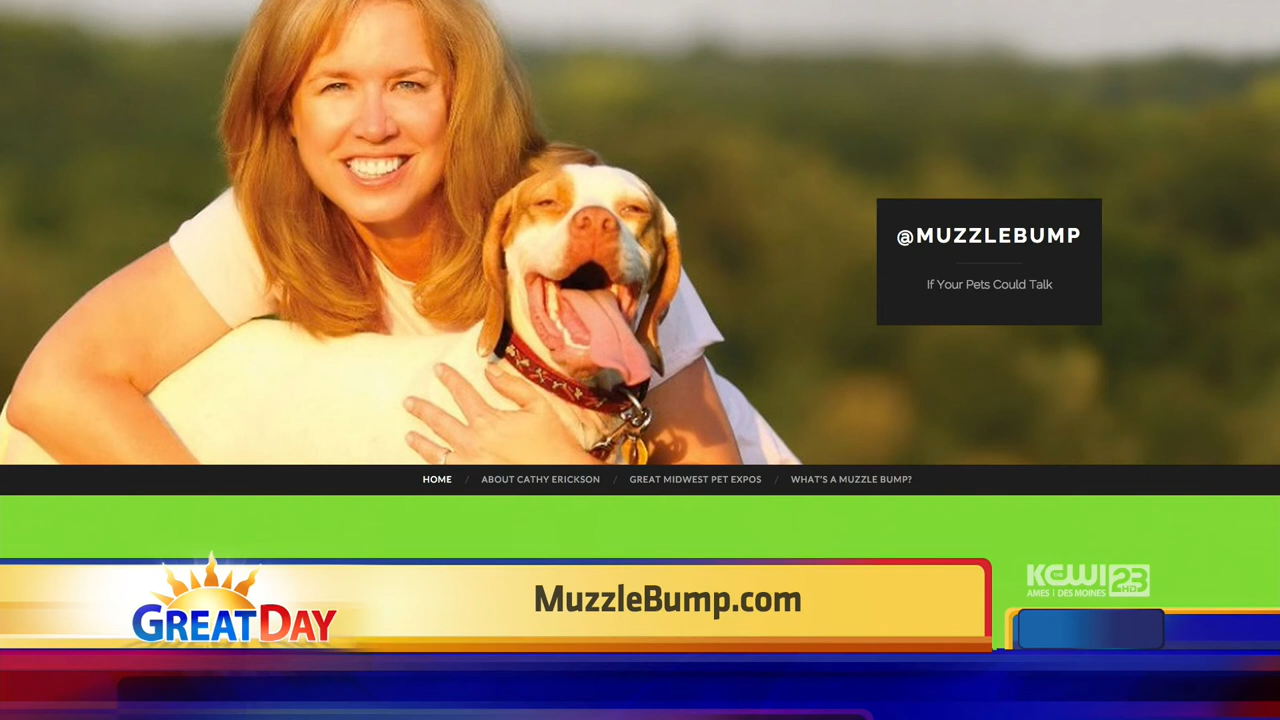 @MUZZLEBUMP
If Your Pets Could Talk
HOME / ABOUT CATHY ERICKSON / GREAT MIDWEST PET EXPOS / WHAT'S A MUZZLE BUMP?
MuzzleBump.com
GREAT DAY
KCWI 23 HD
AMES | DES MOINES